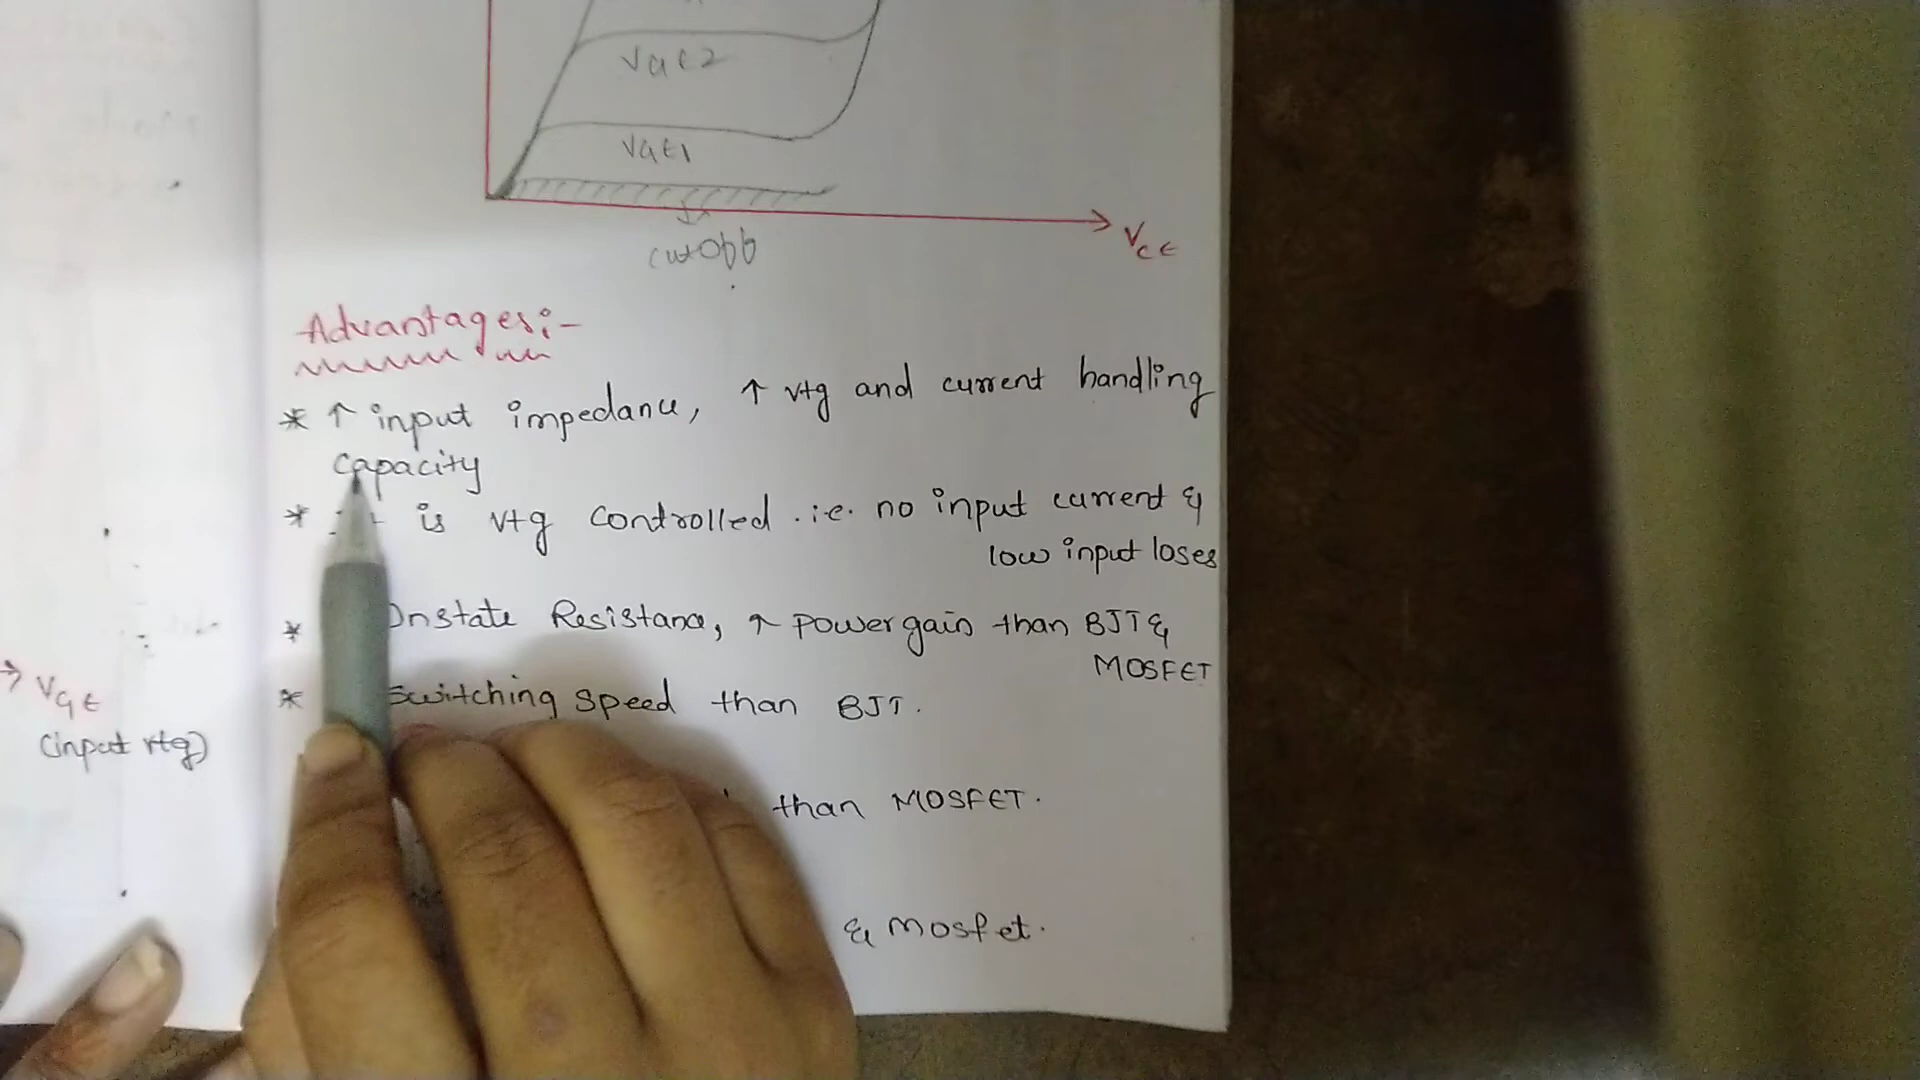 VGE2
VGE1
cutoff
VCE
Advantages:-
* ↑ input impedance, ↑ vtg and current handling
capacity
* is vtg controlled .i.e. no input current &
low input loses
* Onstate Resistance, ↑ power gain than BJT &
MOSFET
* Switching speed than BJT.
than MOSFET.
& Mosfet.
→ VGE
(input vtg)